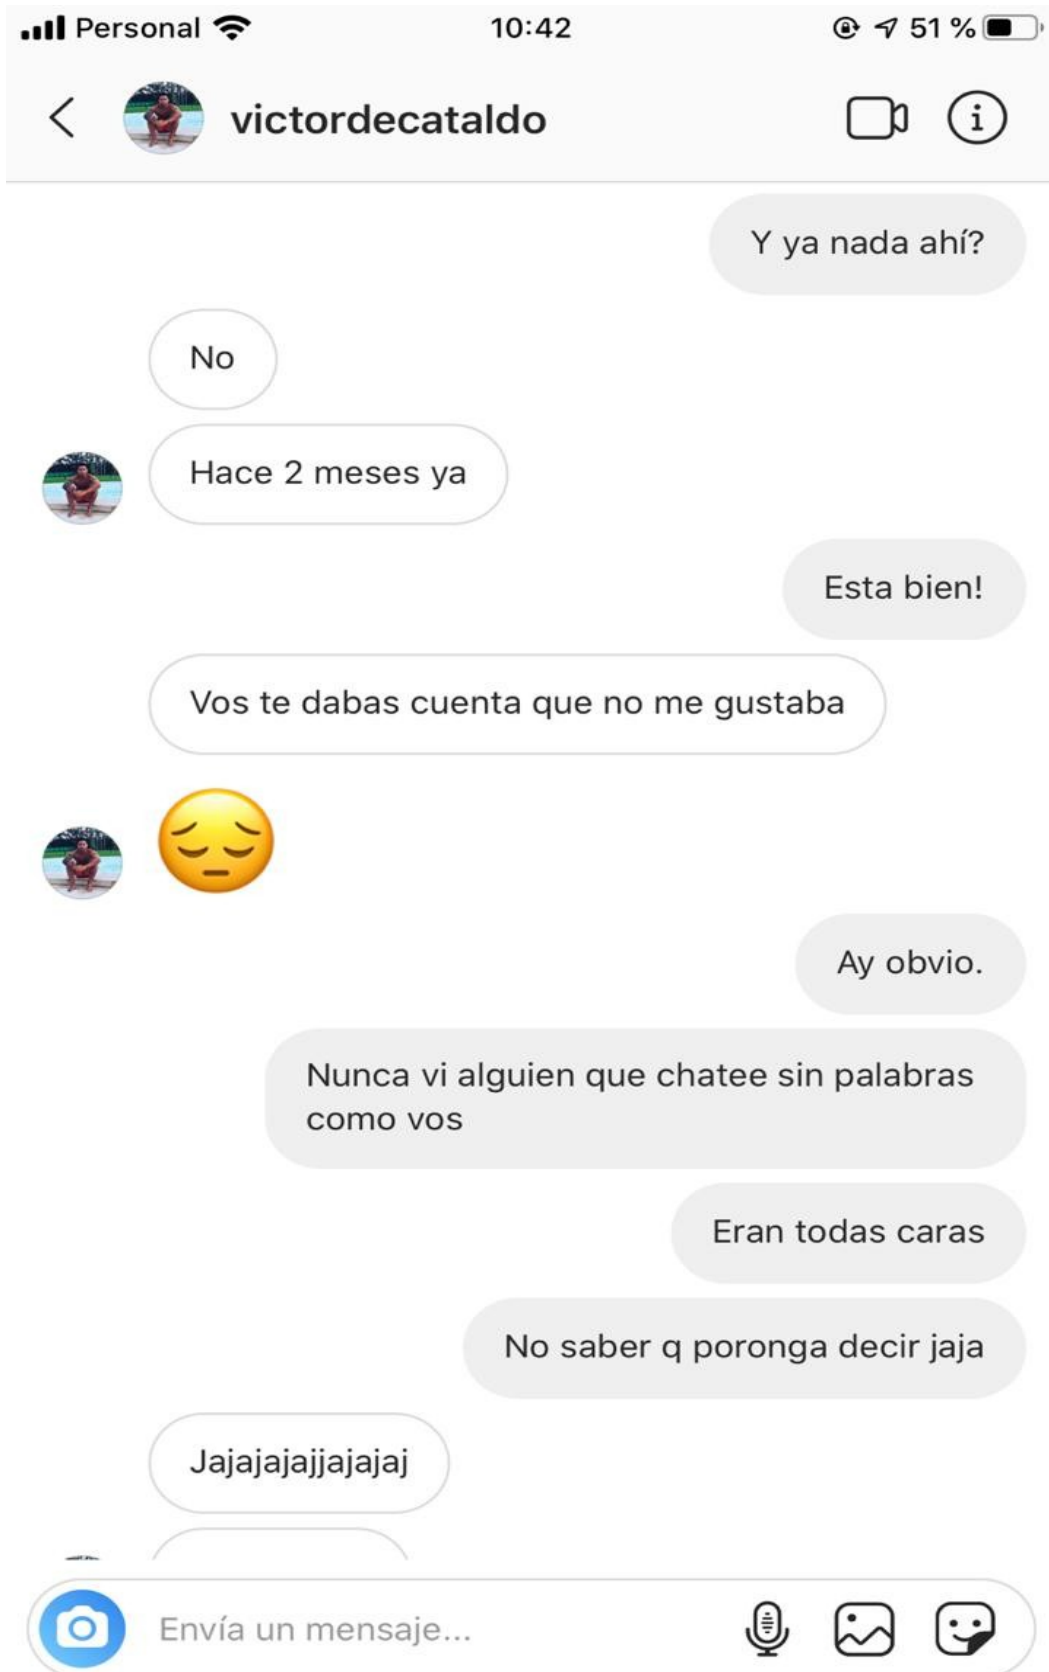 Personal 10:42 51 %
victordecataldo
Y ya nada ahí?
No
Hace 2 meses ya
Esta bien!
Vos te dabas cuenta que no me gustaba
Ay obvio.
Nunca vi alguien que chatee sin palabras
como vos
Eran todas caras
No saber q poronga decir jaja
Jajajajajjajajaj
Envía un mensaje...